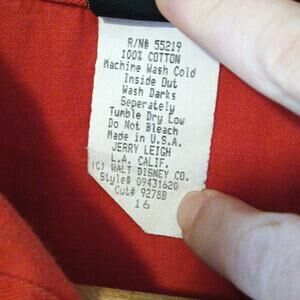 R/N# 55219
100% COTTON
Machine Wash Cold
Inside Out
Wash Darks
Seperately
Tumble Dry Low
Do Not Bleach
Made in U.S.A.
JERRY LEIGH
L.A. CALIF.
(C) WALT DISNEY CO.
Style# 09431620
Cut# 9278B
16